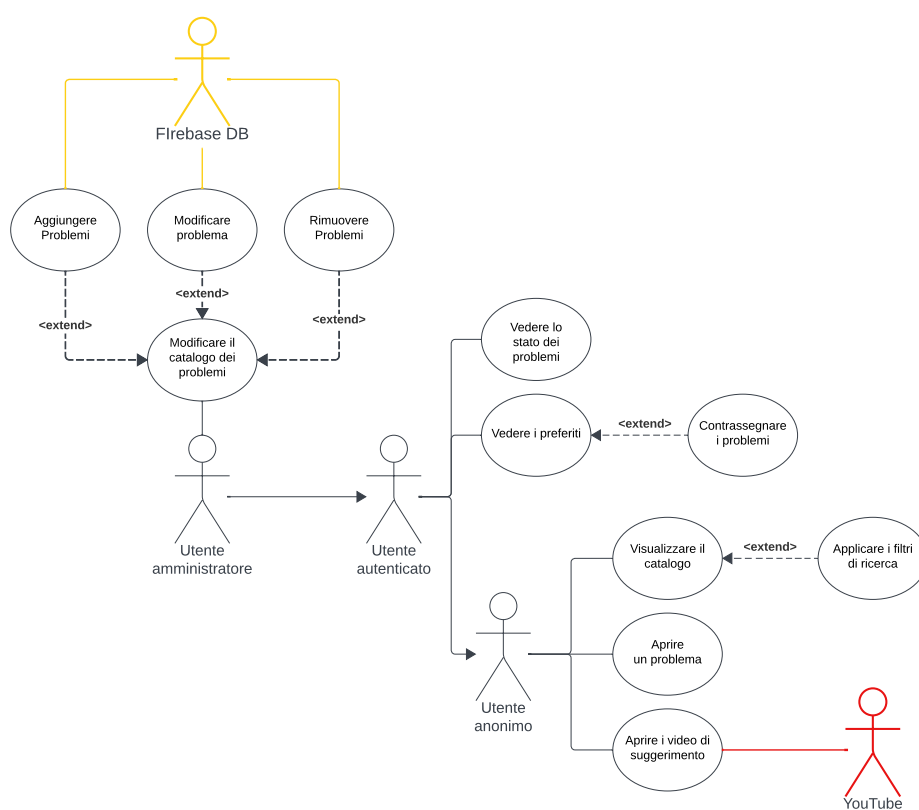 FIrebase DB
Aggiungere
Problemi
Modificare
problema
Rimuovere
Problemi
<extend>
<extend>
<extend>
Modificare il
catalogo dei
problemi
Vedere lo
stato dei
problemi
Vedere i preferiti
<extend>
Contrassegnare
i problemi
Utente
amministratore
Utente
autenticato
Visualizzare il
catalogo
<extend>
Applicare i filtri
di ricerca
Aprire
un problema
Utente
anonimo
Aprire i video di
suggerimento
YouTube